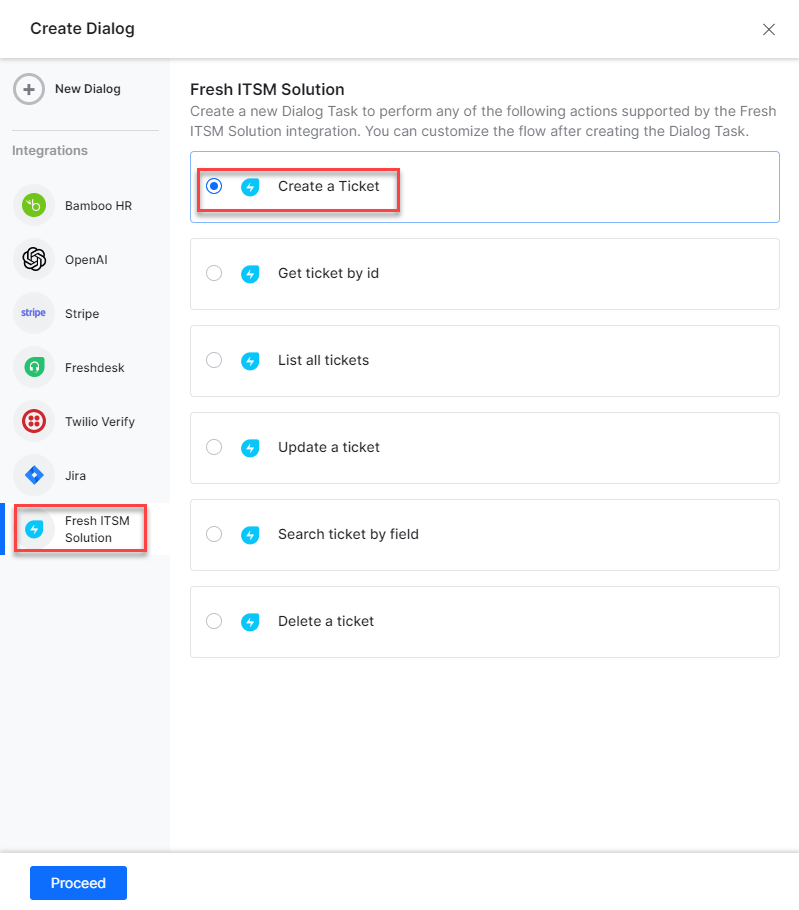 Create Dialog
New Dialog
Integrations
Bamboo HR
OpenAI
stripe
Stripe
Freshdesk
Twilio Verify
Jira
Fresh ITSM
Solution
Fresh ITSM Solution
Create a new Dialog Task to perform any of the following actions supported by the Fresh
ITSM Solution integration. You can customize the flow after creating the Dialog Task.
Create a Ticket
Get ticket by id
List all tickets
Update a ticket
Search ticket by field
Delete a ticket
Proceed